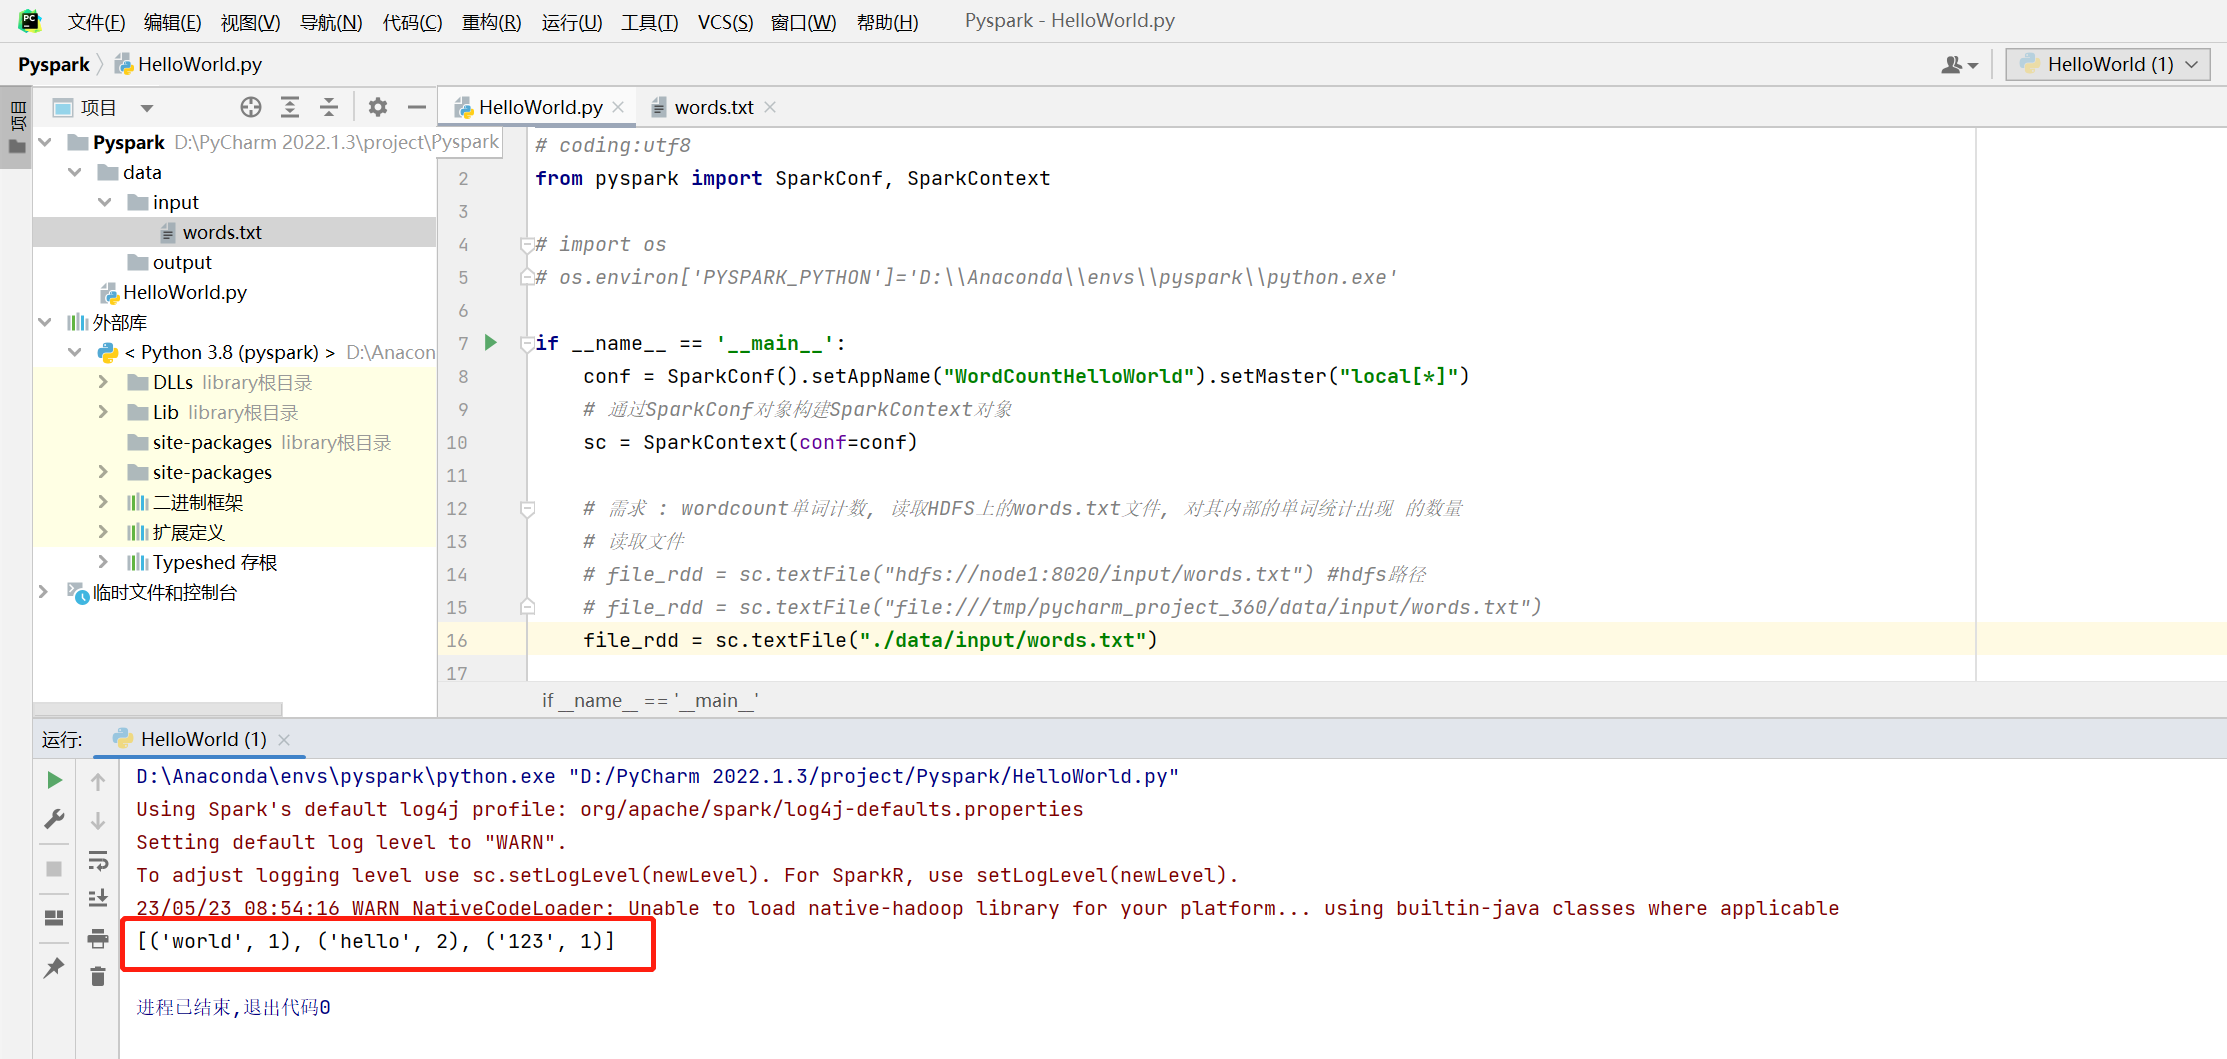 文件(F) 编辑(E) 视图(V) 导航(N) 代码(C) 重构(R) 运行(U) 工具(T) VCS(S) 窗口(W) 帮助(H) Pyspark - HelloWorld.py
Pyspark HelloWorld.py HelloWorld (1)
项目
项目
Pyspark D:\PyCharm 2022.1.3\project\Pyspark
data
input
words.txt
output
HelloWorld.py
外部库
< Python 3.8 (pyspark) > D:\Anacon
DLLs library根目录
Lib library根目录
site-packages library根目录
site-packages
二进制框架
扩展定义
Typeshed 存根
临时文件和控制台
HelloWorld.py words.txt
# coding:utf8
2 from pyspark import SparkConf, SparkContext
3
4 # import os
5 # os.environ['PYSPARK_PYTHON']='D:\\Anaconda\\envs\\pyspark\\python.exe'
6
7 if __name__ == '__main__':
8 conf = SparkConf().setAppName("WordCountHelloWorld").setMaster("local[*]")
9 # 通过SparkConf对象构建SparkContext对象
10 sc = SparkContext(conf=conf)
11
12 # 需求 : wordcount单词计数, 读取HDFS上的words.txt文件, 对其内部的单词统计出现 的数量
13 # 读取文件
14 # file_rdd = sc.textFile("hdfs://node1:8020/input/words.txt") #hdfs路径
15 # file_rdd = sc.textFile("file:///tmp/pycharm_project_360/data/input/words.txt")
16 file_rdd = sc.textFile("./data/input/words.txt")
17
if __name__ == '__main__'
运行: HelloWorld (1)
D:\Anaconda\envs\pyspark\python.exe "D:/PyCharm 2022.1.3/project/Pyspark/HelloWorld.py"
Using Spark's default log4j profile: org/apache/spark/log4j-defaults.properties
Setting default log level to "WARN".
To adjust logging level use sc.setLogLevel(newLevel). For SparkR, use setLogLevel(newLevel).
23/05/23 08:54:16 WARN NativeCodeLoader: Unable to load native-hadoop library for your platform... using builtin-java classes where applicable
[('world', 1), ('hello', 2), ('123', 1)]
进程已结束,退出代码0